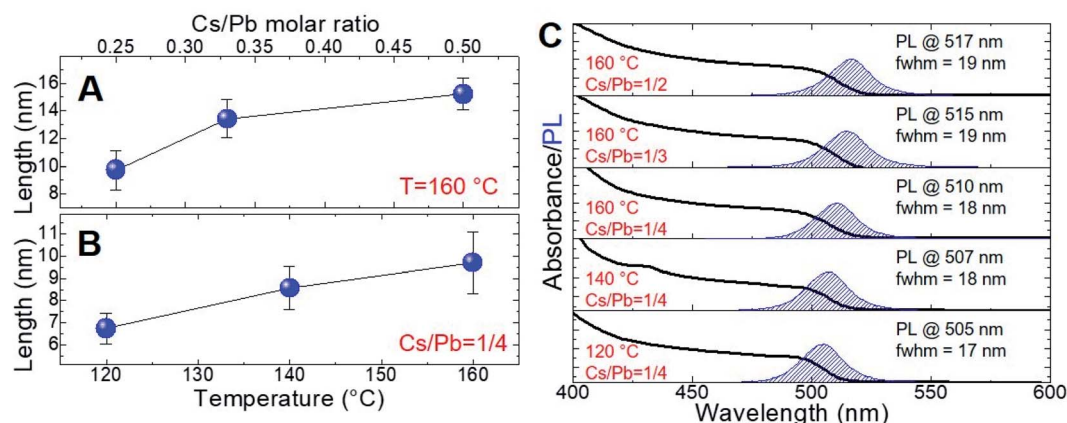 Cs/Pb molar ratio
0.25 0.30 0.35 0.40 0.45 0.50
A
16
14
12
10
8
Length (nm)
T=160 °C
B
11
10
9
8
7
6
Length (nm)
Cs/Pb=1/4
120 130 140 150 160
Temperature (°C)
C
Absorbance/PL
160 °C
Cs/Pb=1/2
PL @ 517 nm
fwhm = 19 nm
160 °C
Cs/Pb=1/3
PL @ 515 nm
fwhm = 19 nm
160 °C
Cs/Pb=1/4
PL @ 510 nm
fwhm = 18 nm
140 °C
Cs/Pb=1/4
PL @ 507 nm
fwhm = 18 nm
120 °C
Cs/Pb=1/4
PL @ 505 nm
fwhm = 17 nm
400 450 500 550 600
Wavelength (nm)